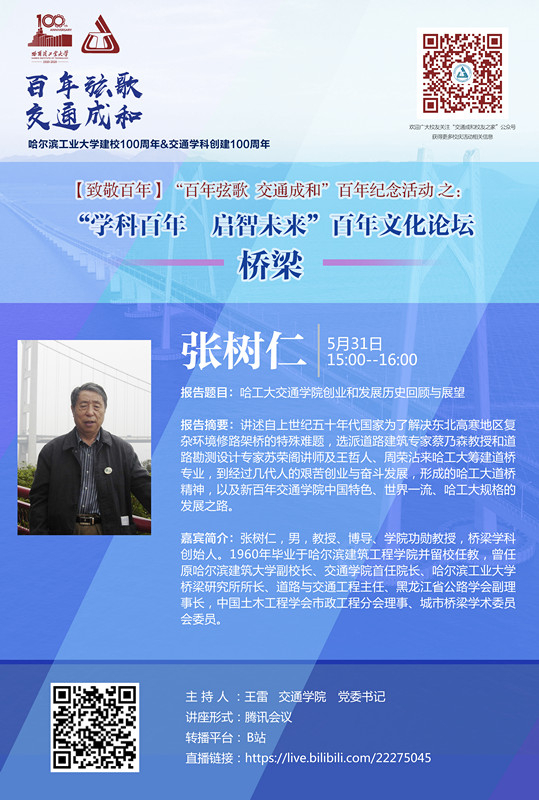 100TH
ANNIVERSARY
哈爾濱工業大學
1920-2020
百年弦歌
交通成和
哈尔滨工业大学建校100周年&交通学科创建100周年
欢迎广大校友关注“交通成和校友之家”公众号
获得更多校庆活动相关信息
【致敬百年】“百年弦歌 交通成和”百年纪念活动之：
“学科百年 启智未来”百年文化论坛
桥梁
张树仁
5月31日
15:00--16:00
报告题目：哈工大交通学院创业和发展历史回顾与展望
报告摘要：讲述自上世纪五十年代国家为了解决东北高寒地区复
杂环境修路架桥的特殊难题，选派道路建筑专家蔡乃森教授和道
路勘测设计专家苏荣阁讲师及王哲人、周荣沾来哈工大筹建道桥
专业，到经过几代人的艰苦创业与奋斗发展，形成的哈工大道桥
精神，以及新百年交通学院中国特色、世界一流、哈工大规格的
发展之路。
嘉宾简介：张树仁，男，教授、博导、学院功勋教授，桥梁学科
创始人。1960年毕业于哈尔滨建筑工程学院并留校任教，曾任
原哈尔滨建筑大学副校长、交通学院首任院长、哈尔滨工业大学
桥梁研究所所长、道路与交通工程主任、黑龙江省公路学会副理
事长，中国土木工程学会市政工程分会理事、城市桥梁学术委员
会委员。
主 持 人：王雷 交通学院 党委书记
讲座形式：腾讯会议
转播平台：B站
直播链接：https://live.bilibili.com/22275045